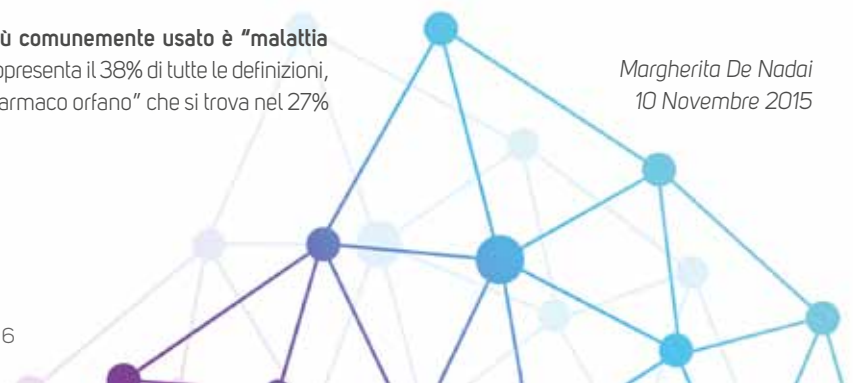 ù comunemente usato è “malattia
presenta il 38% di tutte le definizioni,
armaco orfano” che si trova nel 27%
Margherita De Nadai
10 Novembre 2015
6